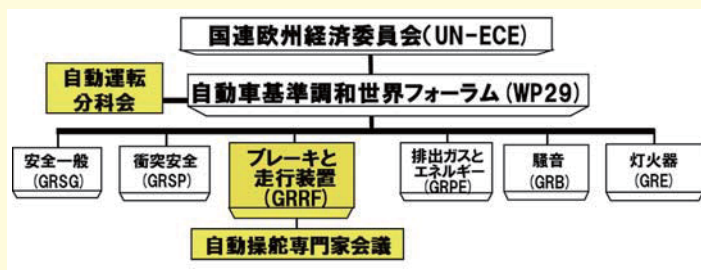 国連欧州経済委員会(UN-ECE)
自動運転
分科会
自動車基準調和世界フォーラム(WP29)
安全一般
(GRSG)
衝突安全
(GRSP)
ブレーキと
走行装置
(GRRF)
排出ガスと
エネルギー
(GRPE)
騒音
(GRB)
灯火器
(GRE)
自動操舵専門家会議